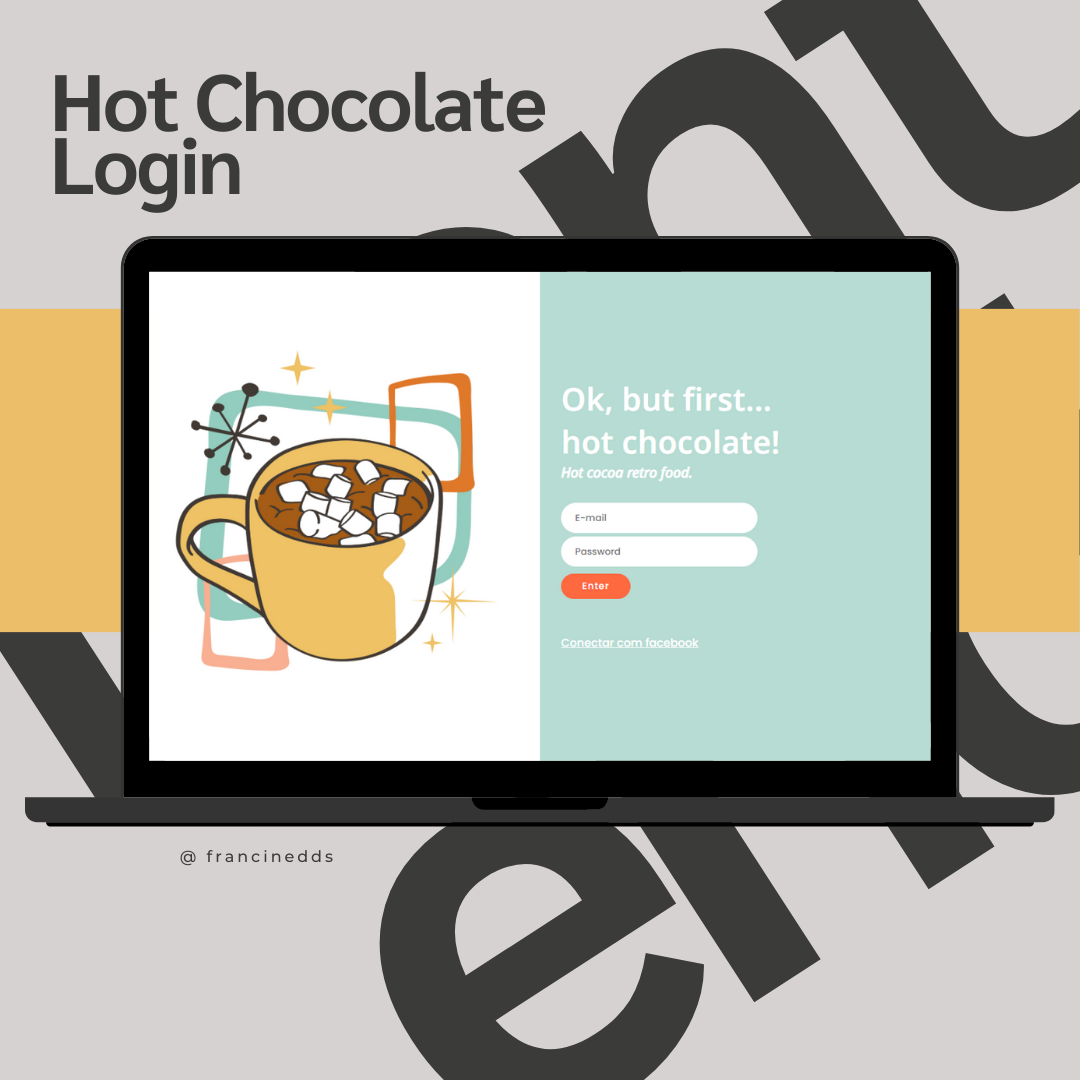 Hot Chocolate
Login
Ok, but first...
hot chocolate!
Hot cocoa retro food.
E-mail
Password
Enter
Conectar com facebook
@ francinedds